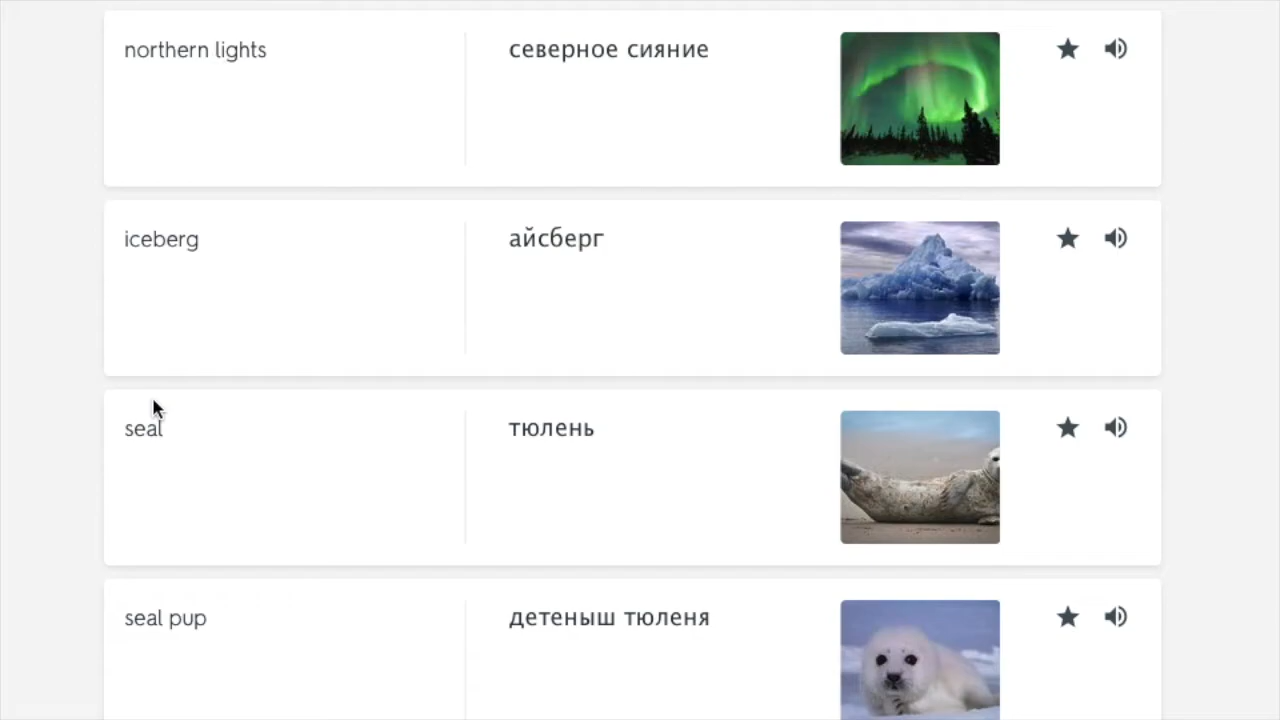 northern lights
северное сияние
iceberg
айсберг
seal
тюлень
seal pup
детеныш тюленя